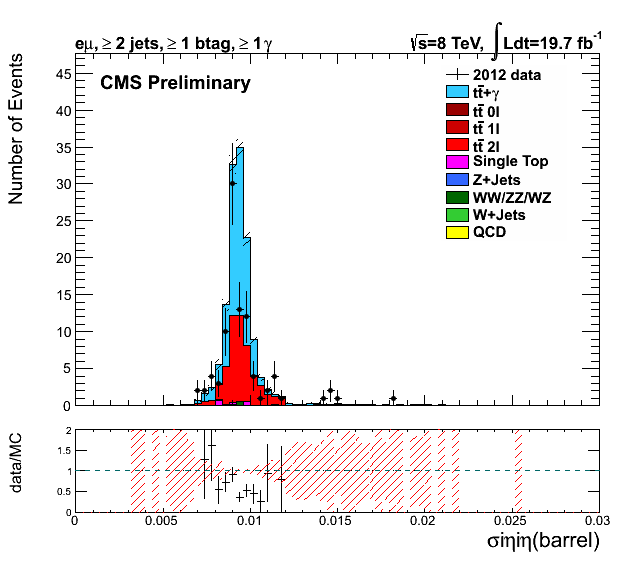 eμ, ≥ 2 jets, ≥ 1 btag, ≥ 1 γ
√s=8 TeV, ∫ Ldt=19.7 fb⁻¹
Number of Events
CMS Preliminary
2012 data
tt̄+γ
tt̄ 0l
tt̄ 1l
tt̄ 2l
Single Top
Z+Jets
WW/ZZ/WZ
W+Jets
QCD
45
40
35
30
25
20
15
10
5
0
data/MC
2
1.5
1
0.5
0
0 0.005 0.01 0.015 0.02 0.025 0.03
σiηiη(barrel)